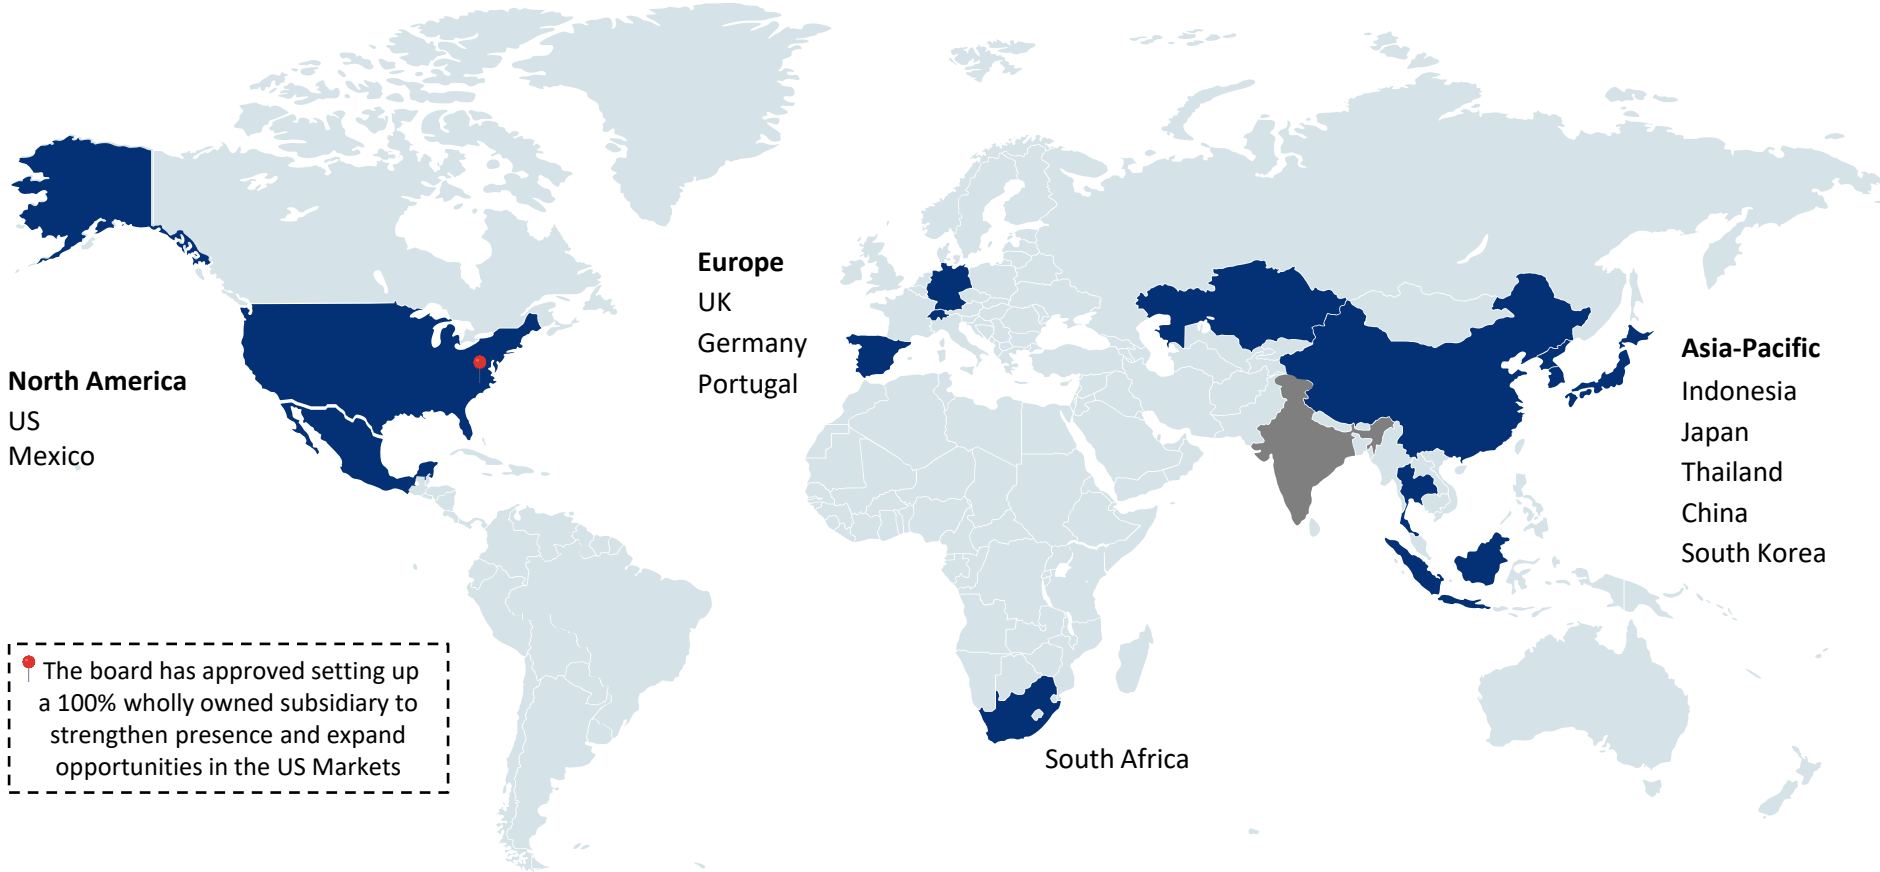 North America
US
Mexico
Europe
UK
Germany
Portugal
Asia-Pacific
Indonesia
Japan
Thailand
China
South Korea
South Africa
The board has approved setting up
a 100% wholly owned subsidiary to
strengthen presence and expand
opportunities in the US Markets